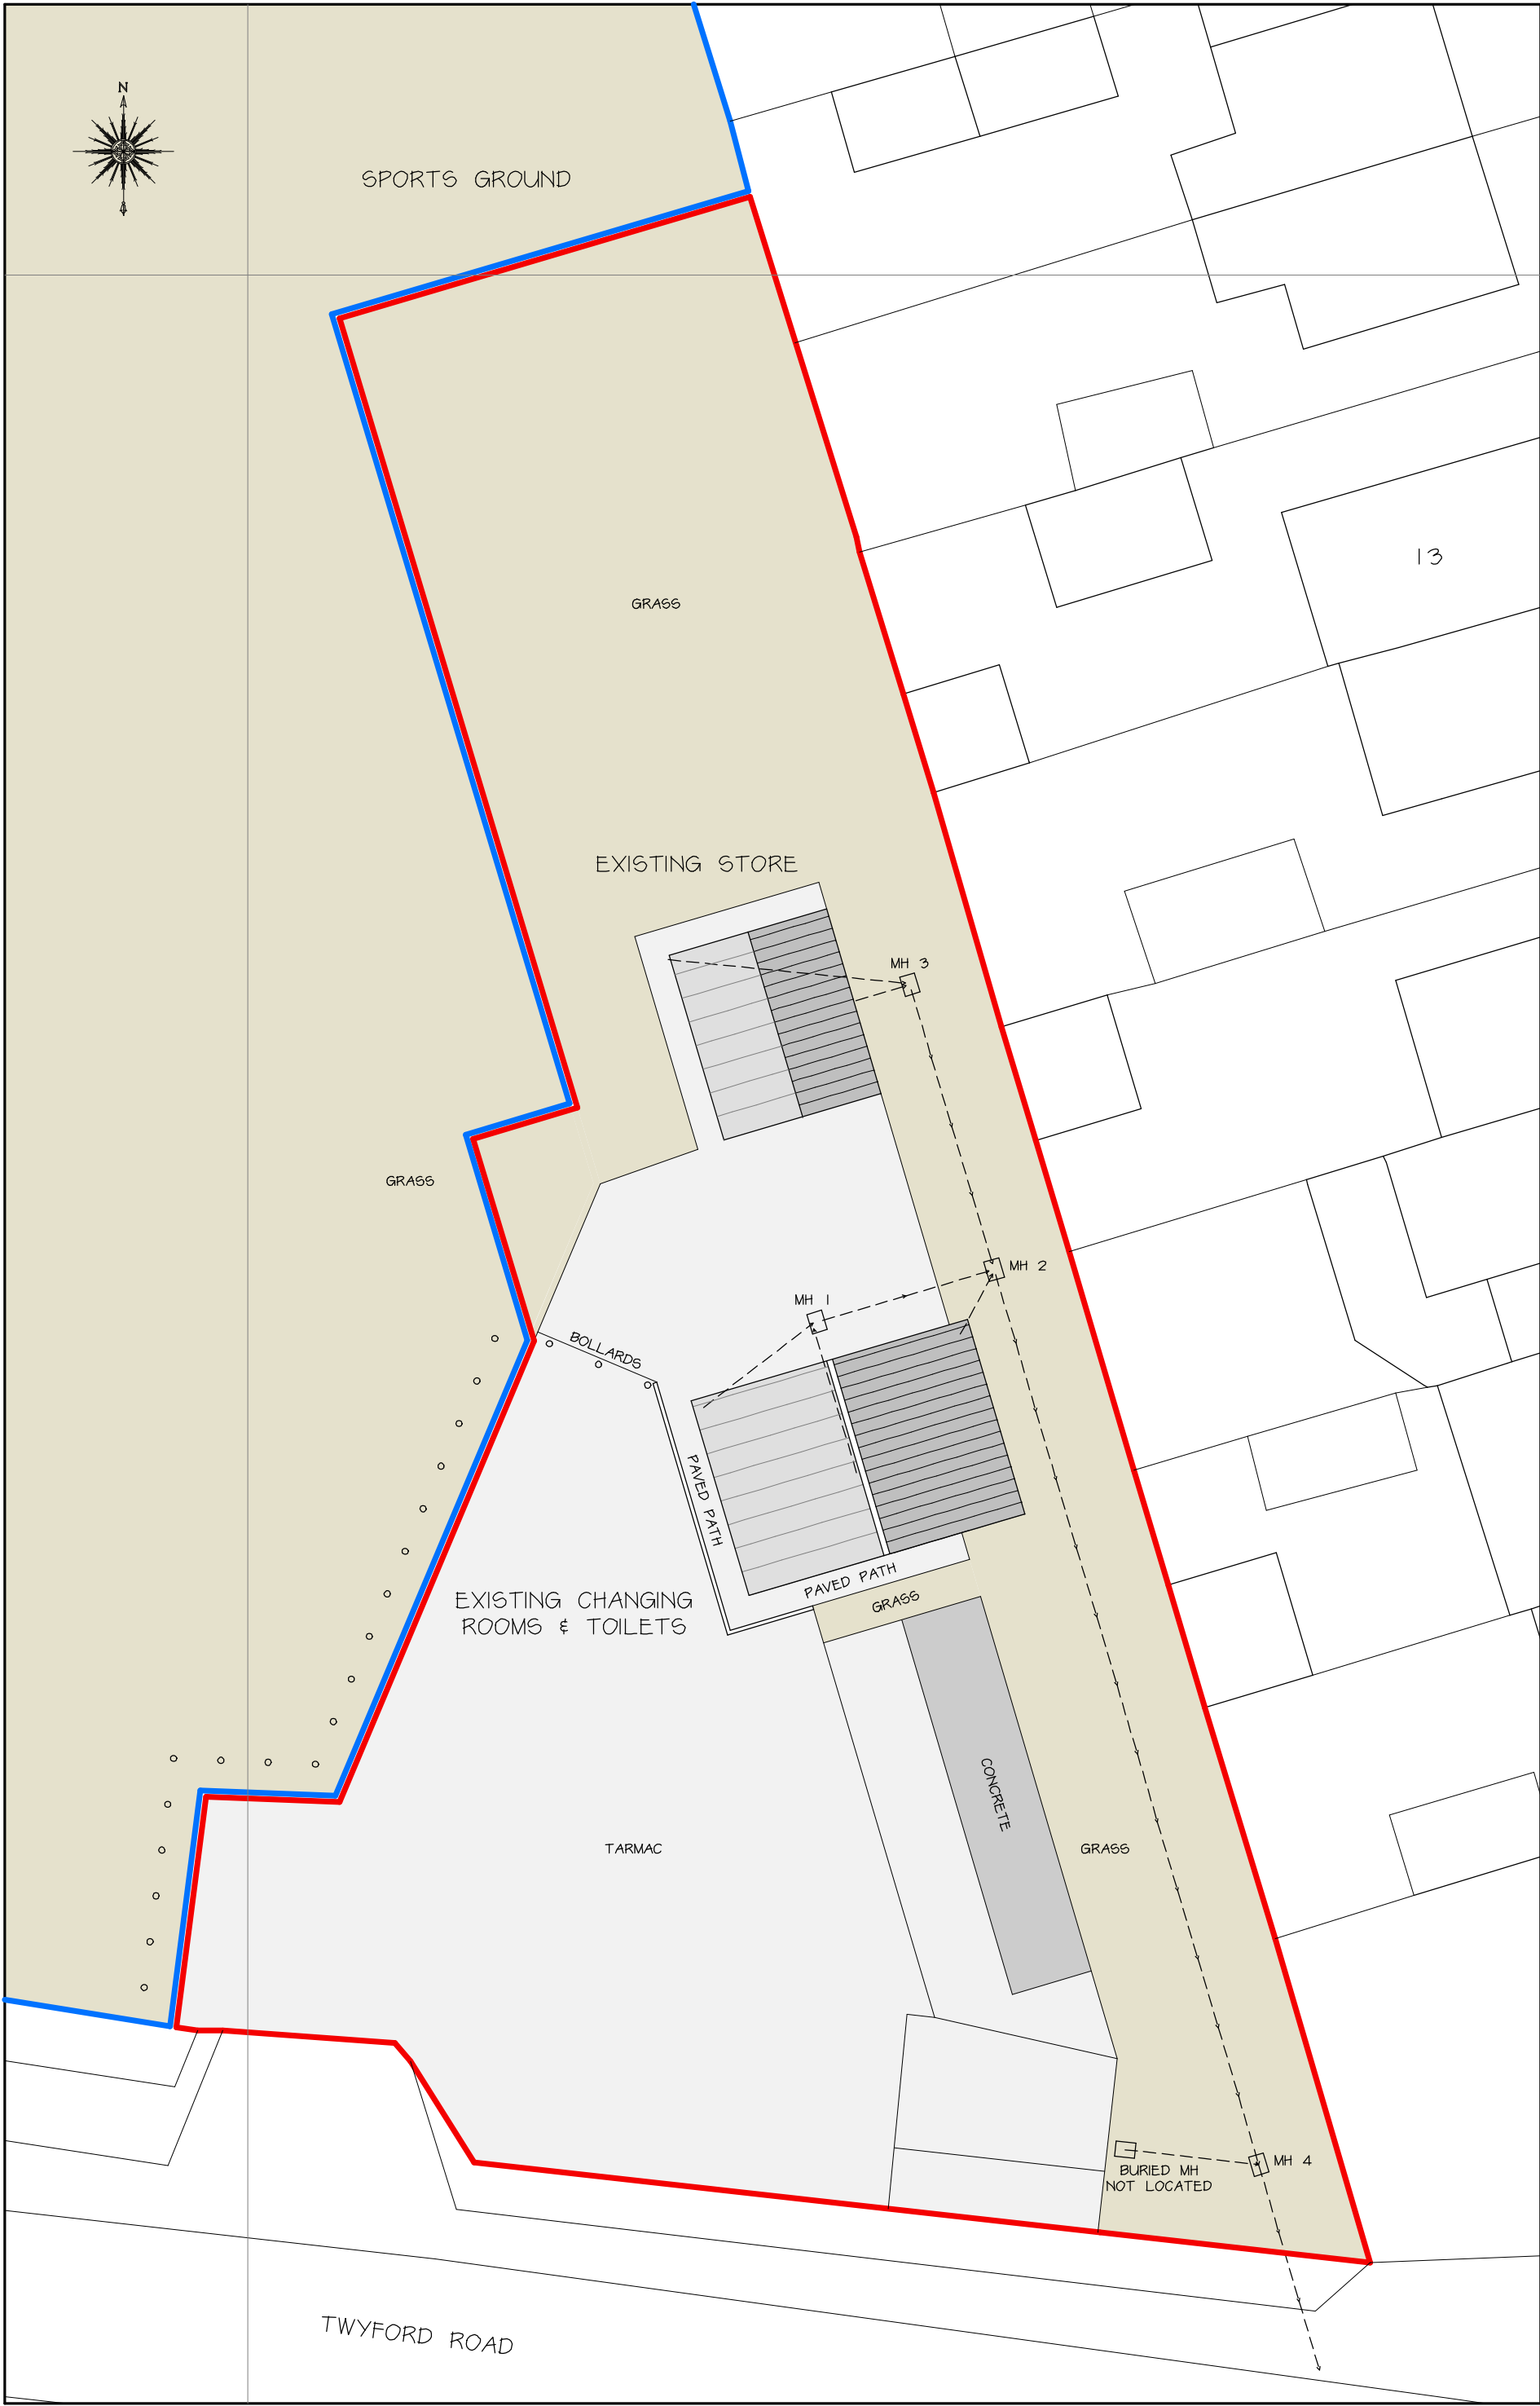 N
SPORTS GROUND
13
GRASS
EXISTING STORE
MH 3
GRASS
MH 2
MH 1
BOLLARDS
PAVED PATH
PAVED PATH
GRASS
EXISTING CHANGING
ROOMS & TOILETS
CONCRETE
TARMAC
GRASS
MH 4
BURIED MH
NOT LOCATED
TWYFORD ROAD